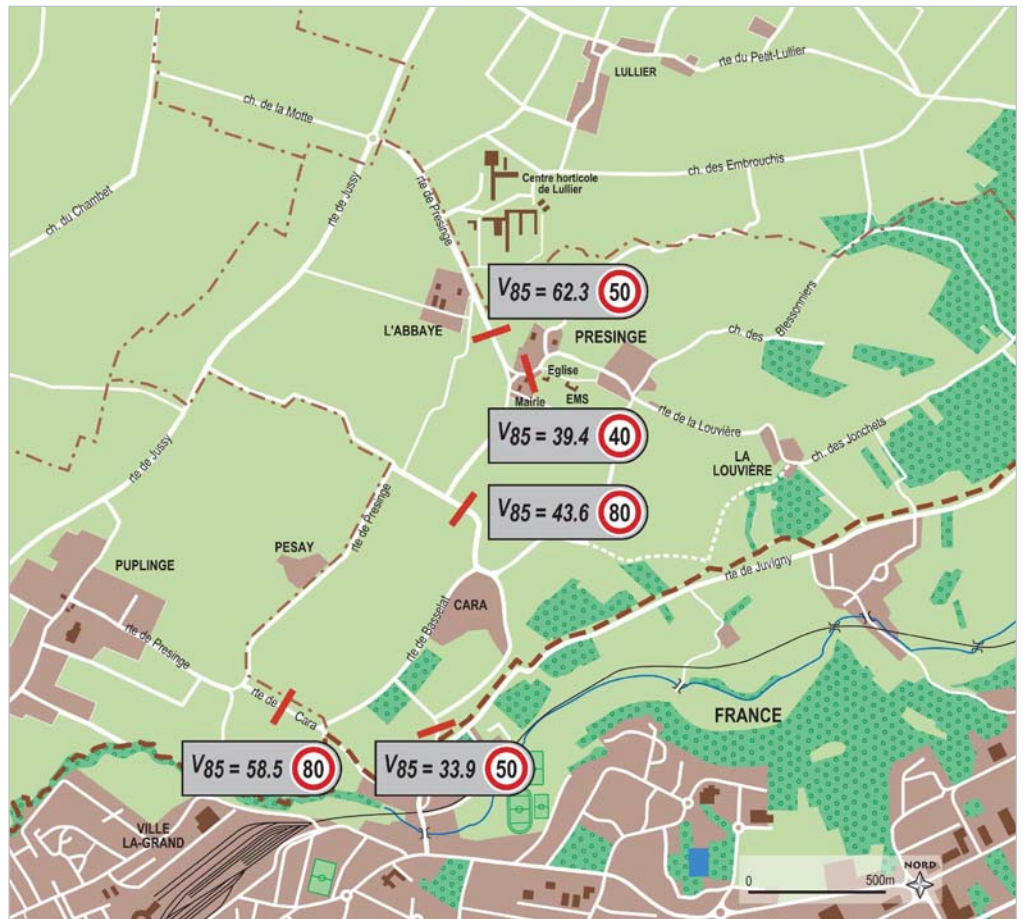 rte du Petit-Lullier
LULLIER
ch. de la Motte
ch. des Embrouchis
Centre horticole
de Lullier
rte de Presinge
rte de Jussy
ch. du Chambet
V85 = 62.3 50
Blessonniers
L'ABBAYE
PRESINGE
ch. des
Eglise
Mairie
EMS
rte de la Louvière
V85 = 39.4 40
ch. des Jonchets
LA
LOUVIÈRE
rte de Jussy
rte de Presinge
V85 = 43.6 80
PESAY
PUPLINGE
rte de Juvigny
CARA
rte de Basselat
rte de Presinge
rte de Cara
FRANCE
V85 = 58.5 80
V85 = 33.9 50
VILLE
LA-GRAND
NORD
0 500m